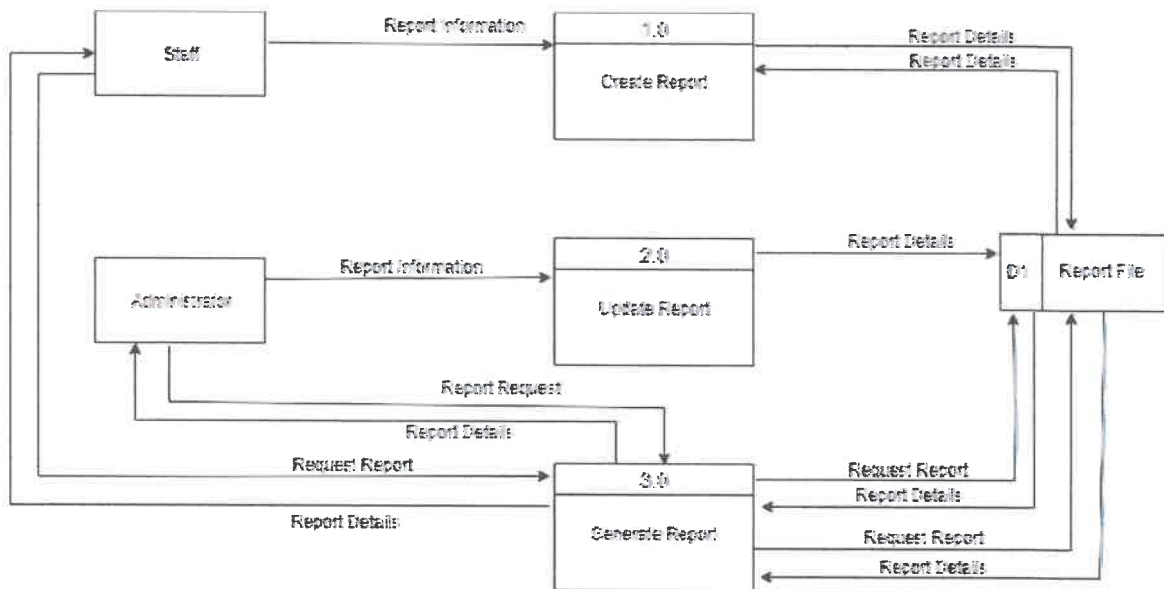 Report Information
1.0
Report Details
Staff
Report Details
Create Report
Report Information
2.0
Report Details
D1
Report File
Administrator
Update Report
Report Request
Report Details
Request Report
3.0
Request Report
Report Details
Report Details
Generate Report
Request Report
Report Details